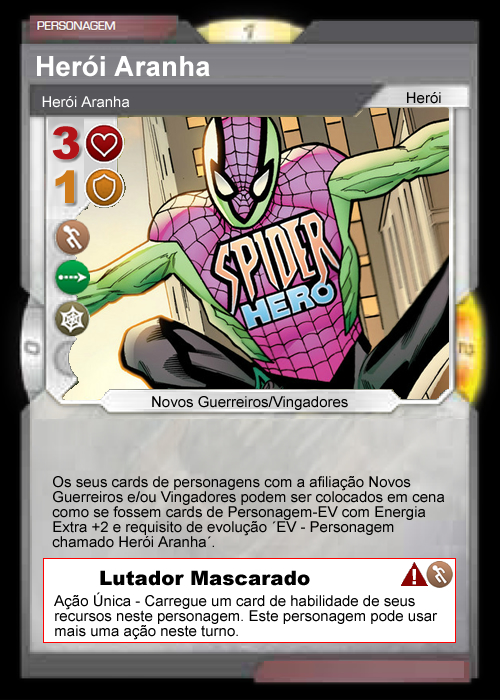 PERSONAGEM
1
Herói Aranha
Herói Aranha
Herói
3
1
SPIDER
HERO
0
2
Novos Guerreiros/Vingadores
Os seus cards de personagens com a afiliação Novos
Guerreiros e/ou Vingadores podem ser colocados em cena
como se fossem cards de Personagem-EV com Energia
Extra +2 e requisito de evolução ´EV - Personagem
chamado Herói Aranha´.
Lutador Mascarado
Ação Única - Carregue um card de habilidade de seus
recursos neste personagem. Este personagem pode usar
mais uma ação neste turno.